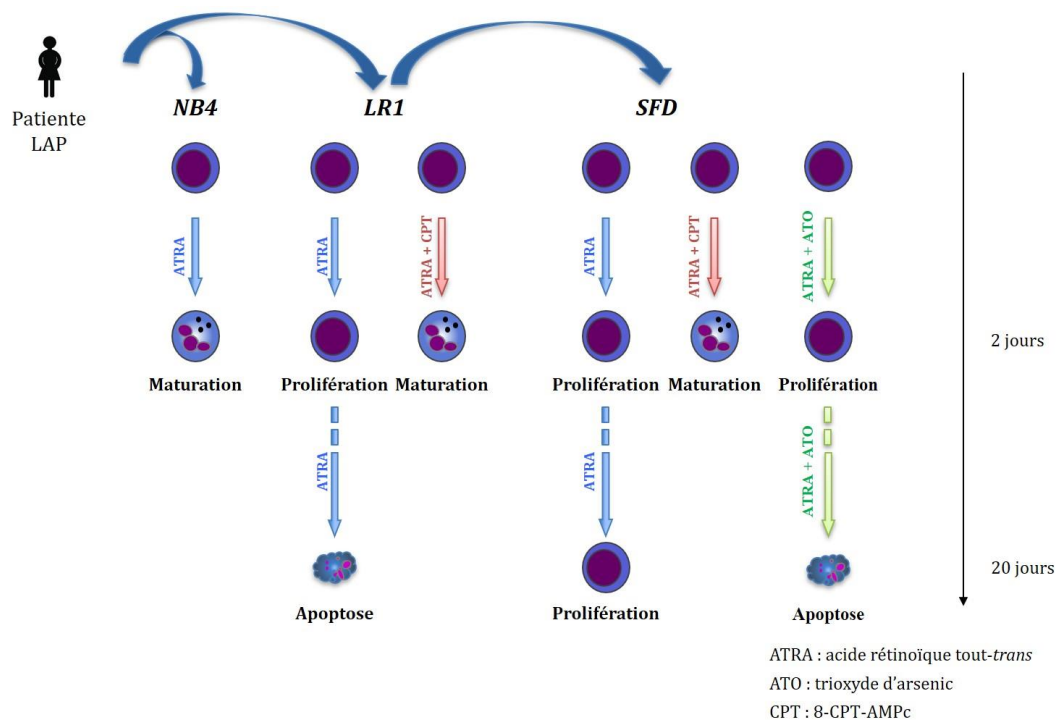 Patiente
LAP
NB4
LR1
SFD
ATRA
ATRA
ATRA + CPT
ATRA
ATRA + CPT
ATRA + ATO
Maturation
Prolifération
Maturation
Prolifération
Maturation
Prolifération
2 jours
ATRA
ATRA
ATRA + ATO
Apoptose
Prolifération
Apoptose
20 jours
ATRA : acide rétinoïque tout-trans
ATO : trioxyde d’arsenic
CPT : 8-CPT-AMPc